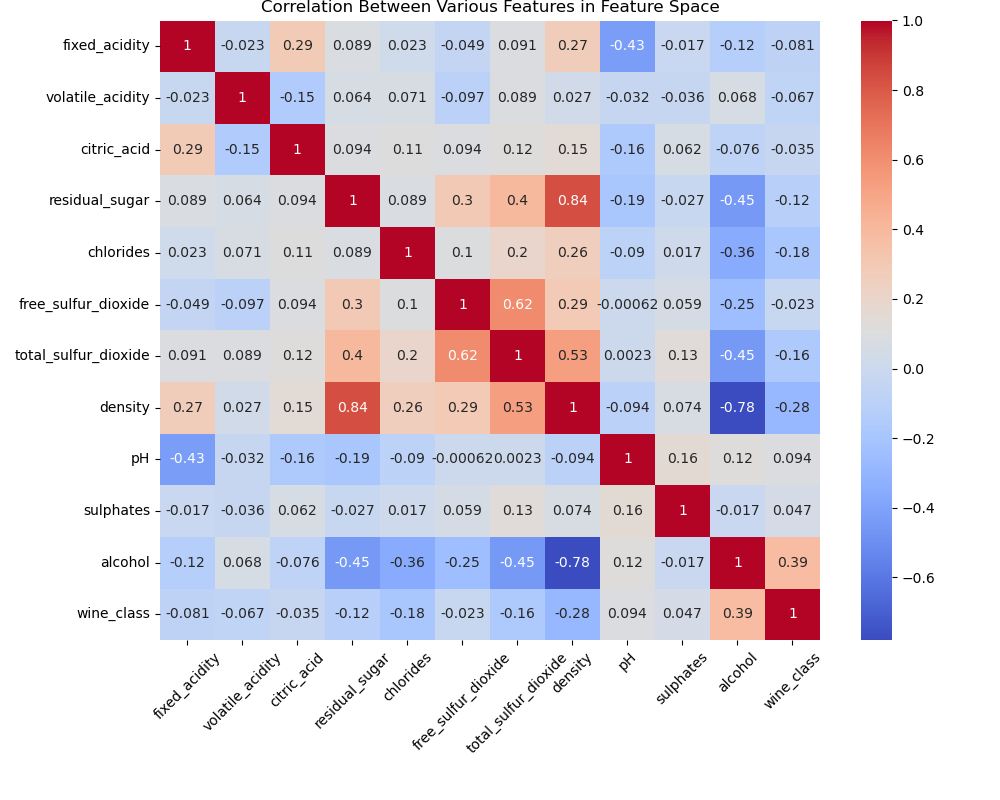 Correlation Between Various Features in Feature Space
fixed_acidity 1 -0.023 0.29 0.089 0.023 -0.049 0.091 0.27 -0.43 -0.017 -0.12 -0.081
volatile_acidity -0.023 1 -0.15 0.064 0.071 -0.097 0.089 0.027 -0.032 -0.036 0.068 -0.067
citric_acid 0.29 -0.15 1 0.094 0.11 0.094 0.12 0.15 -0.16 0.062 -0.076 -0.035
residual_sugar 0.089 0.064 0.094 1 0.089 0.3 0.4 0.84 -0.19 -0.027 -0.45 -0.12
chlorides 0.023 0.071 0.11 0.089 1 0.1 0.2 0.26 -0.09 0.017 -0.36 -0.18
free_sulfur_dioxide -0.049 -0.097 0.094 0.3 0.1 1 0.62 0.29 -0.00062 0.059 -0.25 -0.023
total_sulfur_dioxide 0.091 0.089 0.12 0.4 0.2 0.62 1 0.53 0.0023 0.13 -0.45 -0.16
density 0.27 0.027 0.15 0.84 0.26 0.29 0.53 1 -0.094 0.074 -0.78 -0.28
pH -0.43 -0.032 -0.16 -0.19 -0.09 -0.00062 0.0023 -0.094 1 0.16 0.12 0.094
sulphates -0.017 -0.036 0.062 -0.027 0.017 0.059 0.13 0.074 0.16 1 -0.017 0.047
alcohol -0.12 0.068 -0.076 -0.45 -0.36 -0.25 -0.45 -0.78 0.12 -0.017 1 0.39
wine_class -0.081 -0.067 -0.035 -0.12 -0.18 -0.023 -0.16 -0.28 0.094 0.047 0.39 1
fixed_acidity volatile_acidity citric_acid residual_sugar chlorides free_sulfur_dioxide total_sulfur_dioxide density pH sulphates alcohol wine_class
1.0
0.8
0.6
0.4
0.2
0.0
−0.2
−0.4
−0.6